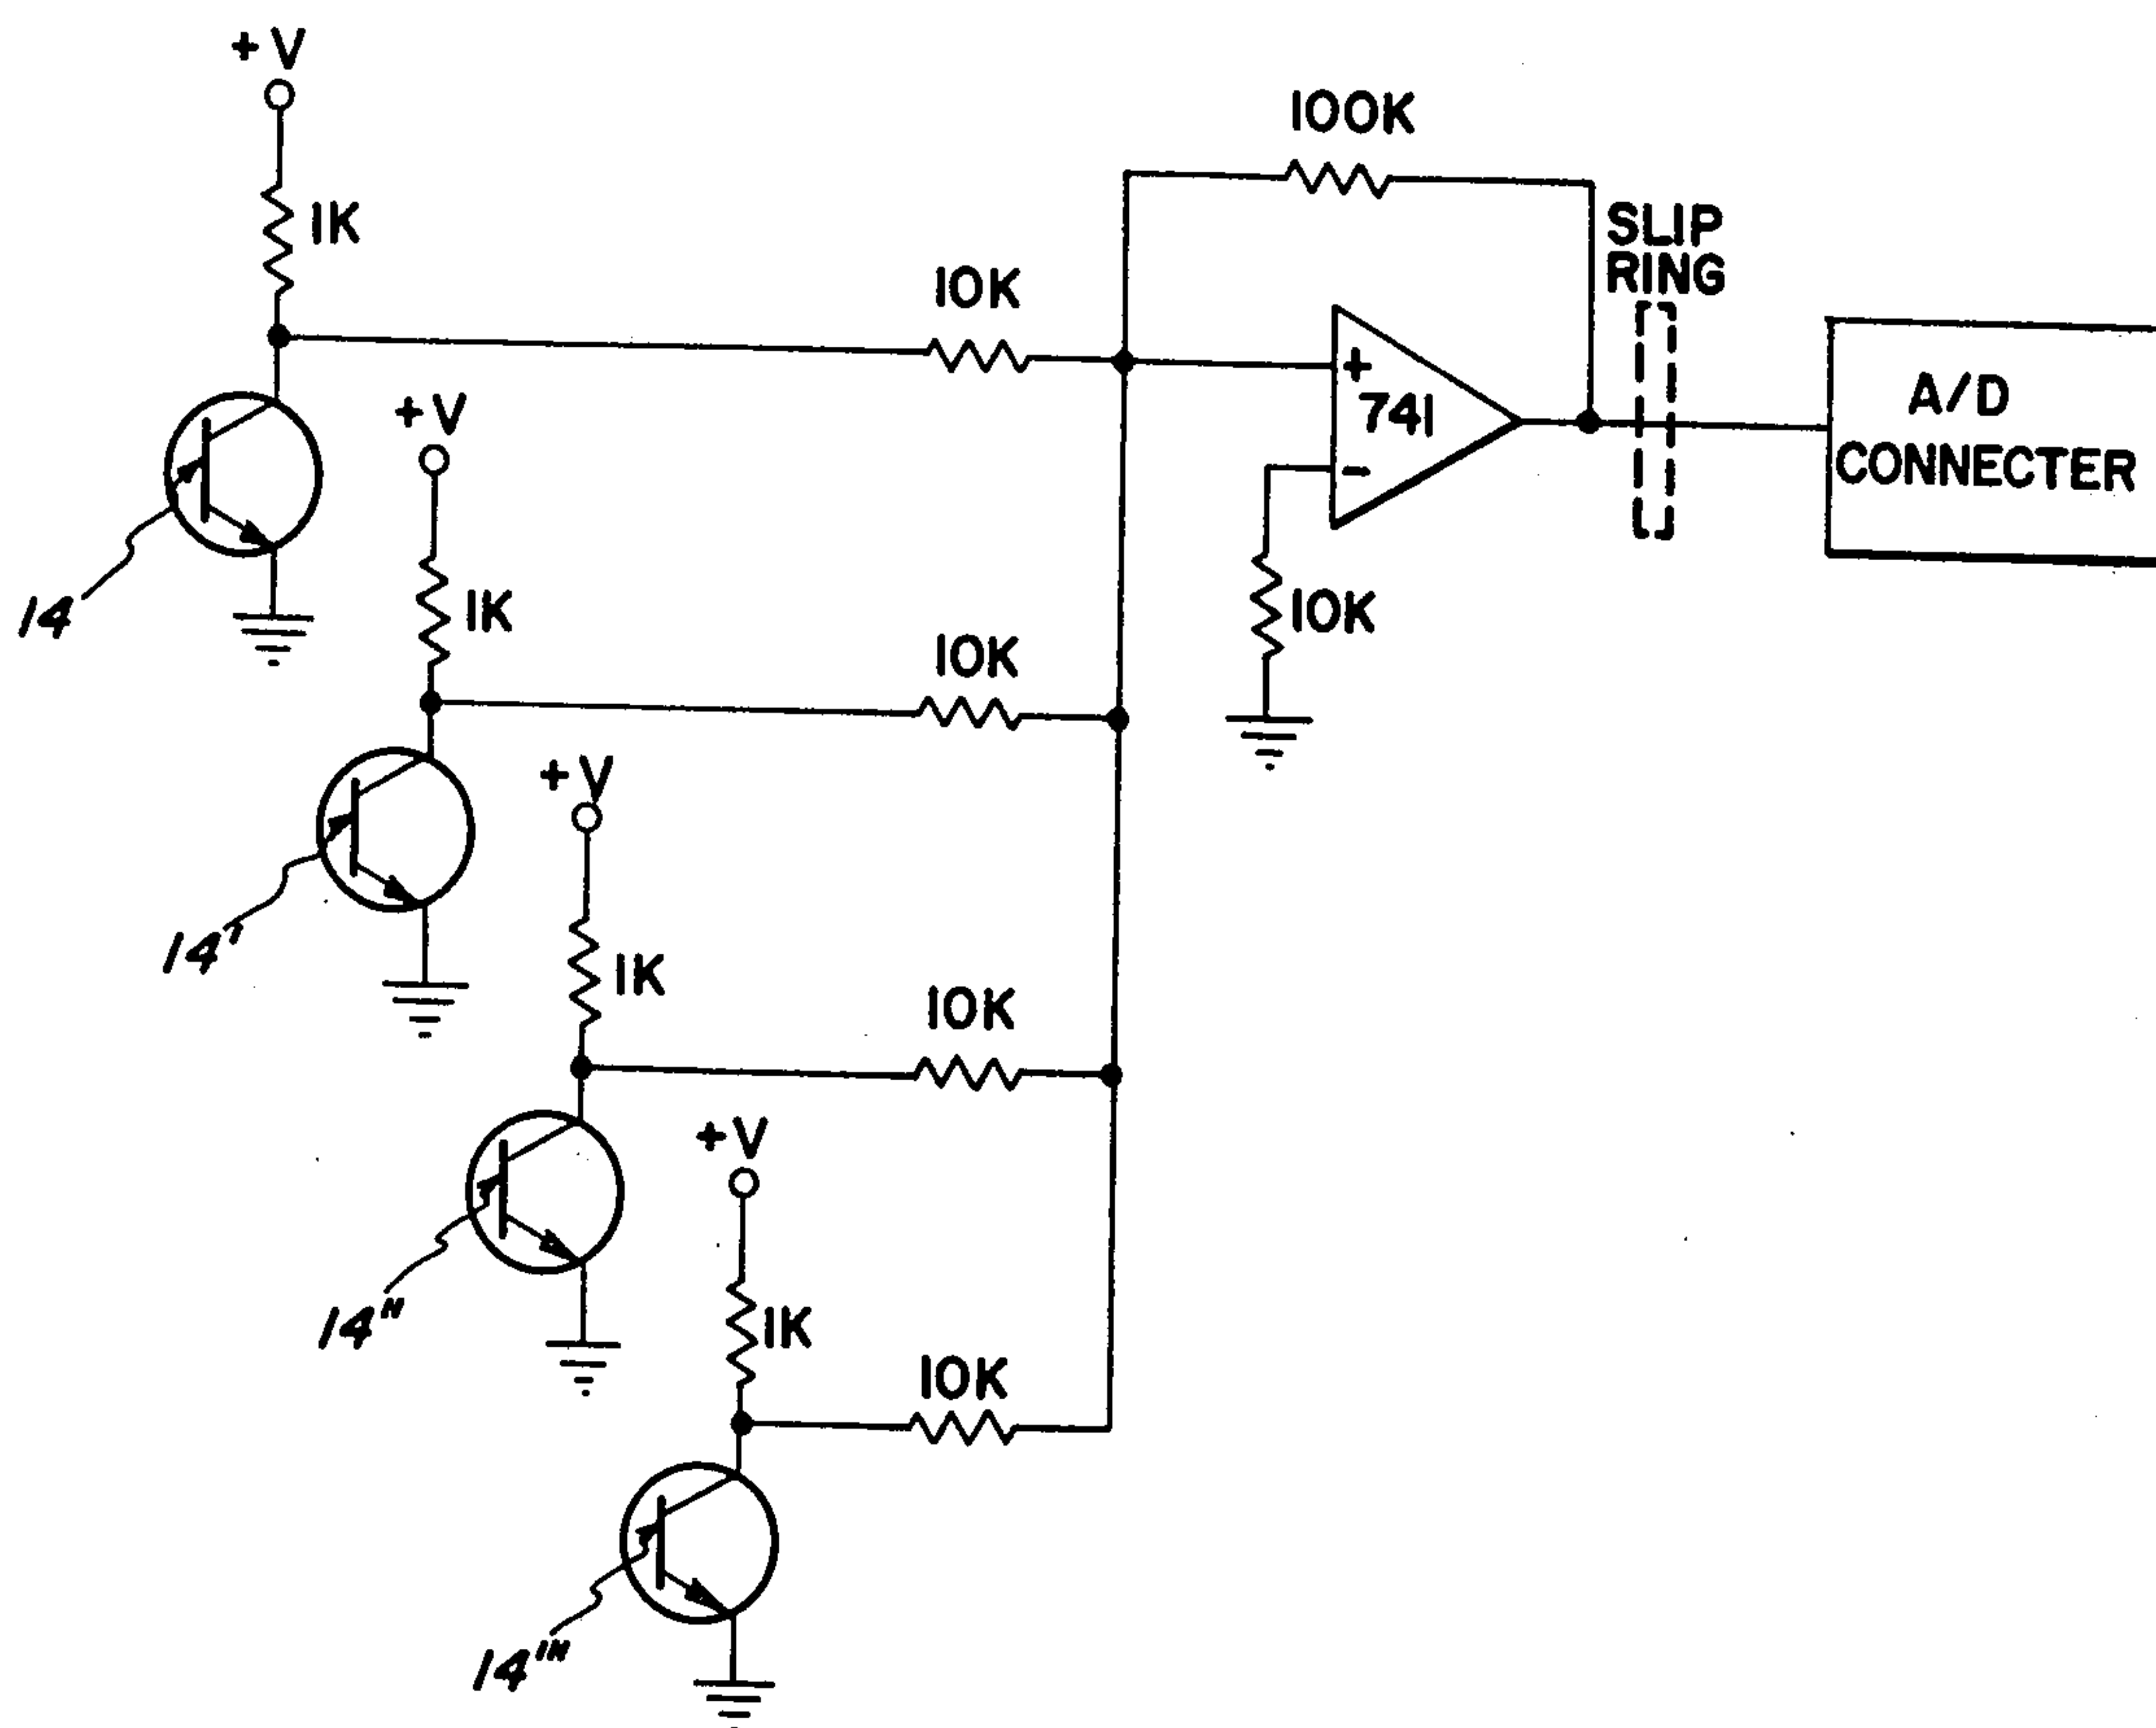 +V
1K
10K
100K
SLIP
RING
+
741
-
A/D
CONNECTER
14
+V
1K
10K
10K
14'
+V
1K
10K
14"
+V
1K
10K
14'''